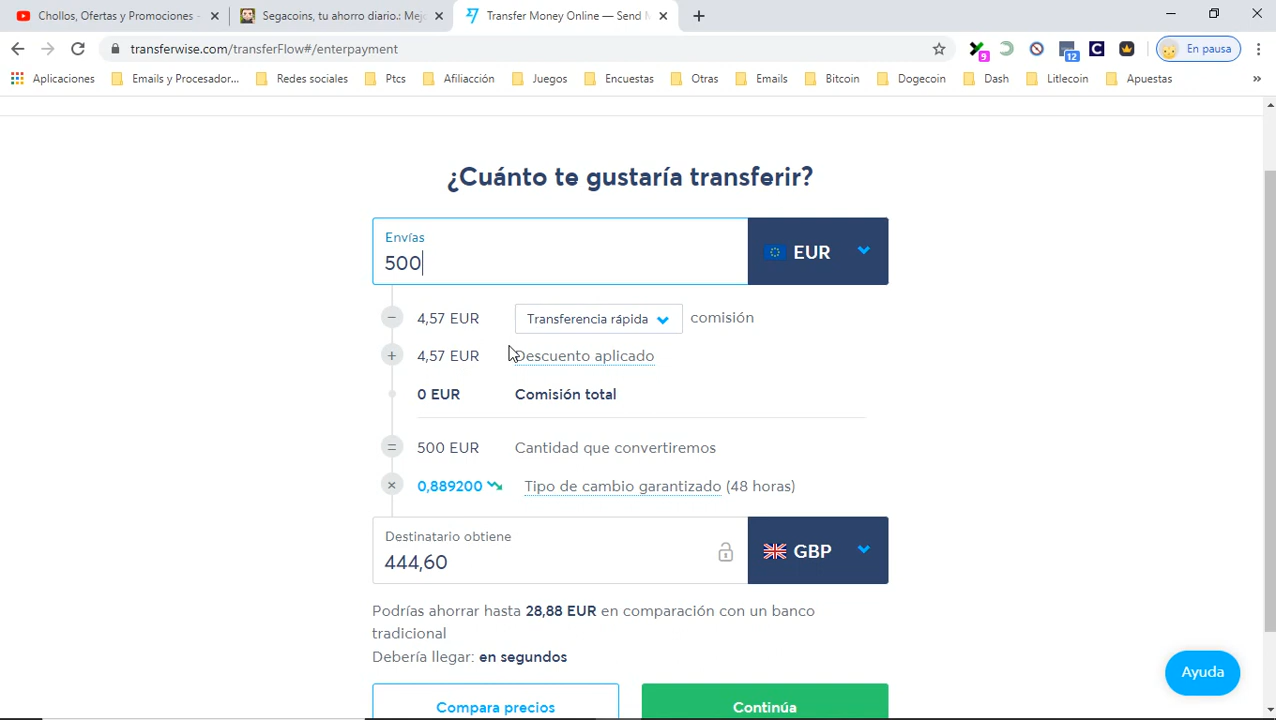 Chollos, Ofertas y Promociones - Segacoins, tu ahorro diario.: Mej Transfer Money Online — Send M
transferwise.com/transferFlow#/enterpayment 9 12 C En pausa
Aplicaciones Emails y Procesador... Redes sociales Ptcs Afiliacción Juegos Encuestas Otras Emails Bitcoin Dogecoin Dash Litlecoin Apuestas »
¿Cuánto te gustaría transferir?
Envías
500 EUR
− 4,57 EUR Transferencia rápida comisión
+ 4,57 EUR Descuento aplicado
0 EUR Comisión total
= 500 EUR Cantidad que convertiremos
× 0,889200 Tipo de cambio garantizado (48 horas)
Destinatario obtiene
444,60 GBP
Podrías ahorrar hasta 28,88 EUR en comparación con un banco
tradicional
Debería llegar: en segundos
Ayuda
Compara precios Continúa